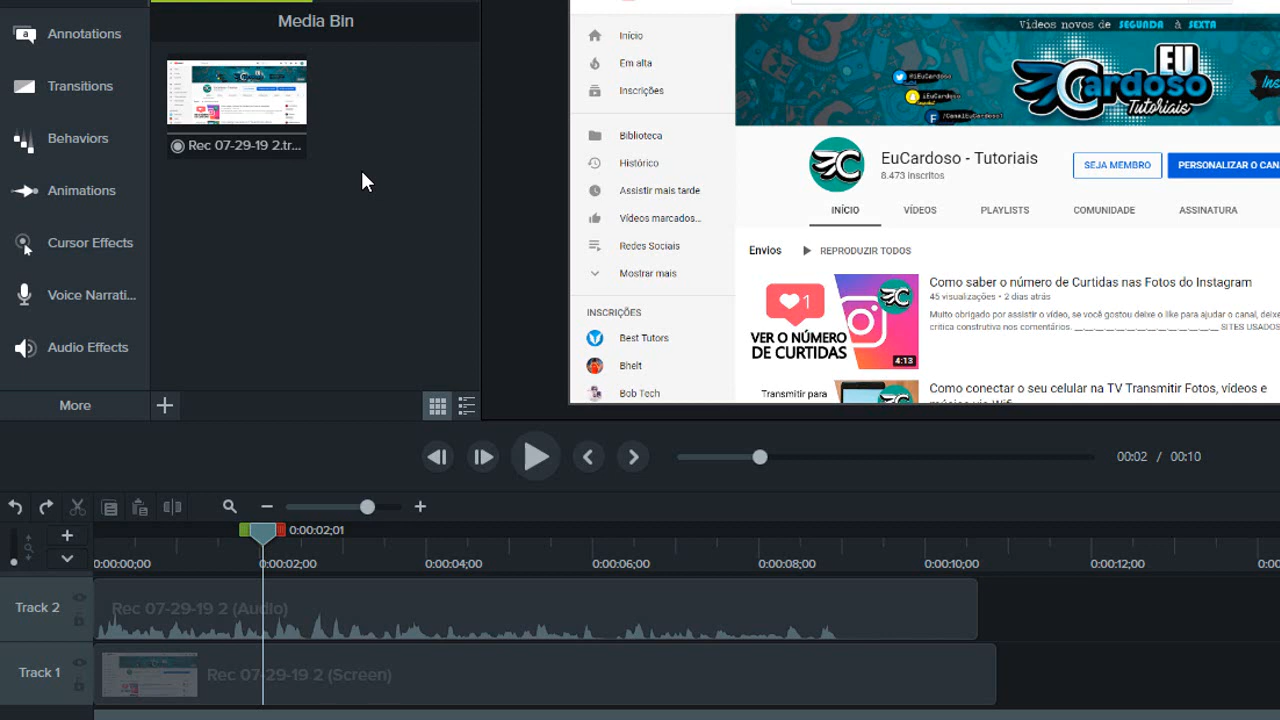 Annotations
Transitions
Behaviors
Animations
Cursor Effects
Voice Narrati...
Audio Effects
More
Media Bin
Rec 07-29-19 2.tr...
Início
Em alta
Inscrições
Biblioteca
Histórico
Assistir mais tarde
Vídeos marcados...
Redes Sociais
Mostrar mais
INSCRIÇÕES
Best Tutors
Bhelt
Bob Tech
Vídeos novos de SEGUNDA à SEXTA
/iEuCardoso
iEuCardoso
/CanalEuCardoso1
EU
Cardoso
Tutoriais
EuCardoso - Tutoriais
8.473 inscritos
SEJA MEMBRO
PERSONALIZAR O CAN
INÍCIO VÍDEOS PLAYLISTS COMUNIDADE ASSINATURA
Envios REPRODUZIR TODOS
1
VER O NÚMERO
DE CURTIDAS
4:13
Como saber o número de Curtidas nas Fotos do Instagram
45 visualizações • 2 dias atrás
Muito obrigado por assistir o vídeo, se você gostou deixe o like para ajudar o canal, deixe
critica construtiva nos comentários. SITES USADOS
Transmitir para
Como conectar o seu celular na TV Transmitir Fotos, vídeos e
00:02 / 00:10
0:00:02;01
0:00:00;00 0:00:02;00 0:00:04;00 0:00:06;00 0:00:08;00 0:00:10;00 0:00:12;00
Track 2
Rec 07-29-19 2 (Audio)
Track 1
Rec 07-29-19 2 (Screen)